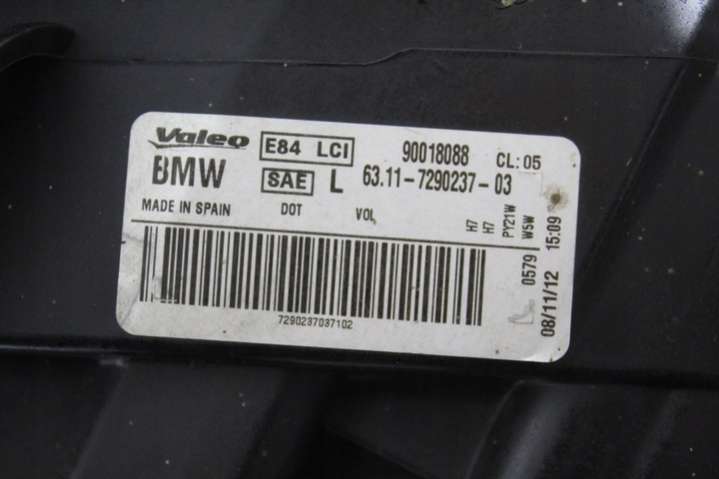 Valeo E84 LCI 90018088 CL: 05
BMW SAE L 63.11-7290237-03
MADE IN SPAIN DOT VOL
H7
H7
PY21W
W5W
0579
08/11/12 15:09
7290237037102